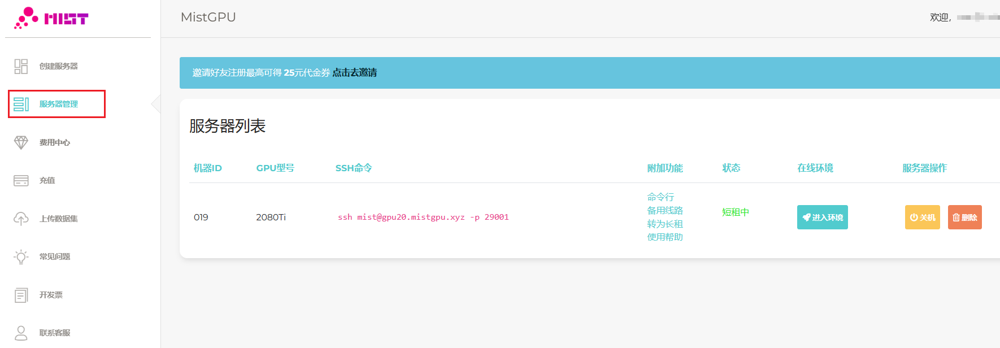 MIST
MistGPU
欢迎,
创建服务器
服务器管理
费用中心
充值
上传数据集
常见问题
开发票
联系客服
邀请好友注册最高可得 25元代金券 点击去邀请
服务器列表
机器ID GPU型号 SSH命令 附加功能 状态 在线环境 服务器操作
019 2080Ti ssh mist@gpu20.mistgpu.xyz -p 29001
命令行
备用线路
转为长租
使用帮助
短租中
进入环境
关机
删除